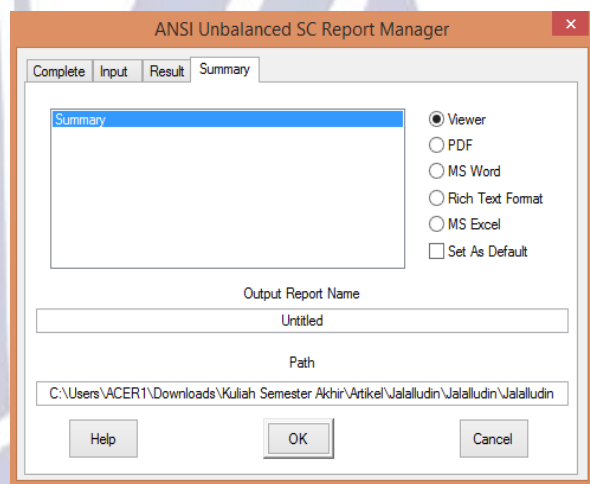 ANSI Unbalanced SC Report Manager
Complete Input Result Summary
Summary
Viewer
PDF
MS Word
Rich Text Format
MS Excel
Set As Default
Output Report Name
Untitled
Path
C:\Users\ACER1\Downloads\Kuliah Semester Akhir\Artikel\Jalalludin\Jalalludin\Jalalludin
Help OK Cancel